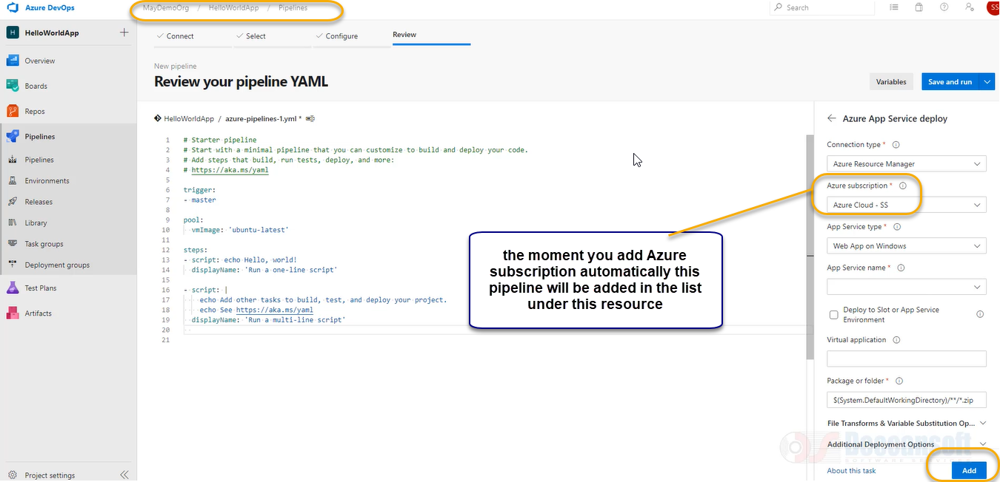 Azure DevOps
MayDemoOrg / HelloWorldApp / Pipelines
Search
SS
H HelloWorldApp
Overview
Boards
Repos
Pipelines
Pipelines
Environments
Releases
Library
Task groups
Deployment groups
Test Plans
Artifacts
Project settings
Connect
Select
Configure
Review
New pipeline
Review your pipeline YAML
Variables
Save and run
HelloWorldApp / azure-pipelines-1.yml *
1 # Starter pipeline
2 # Start with a minimal pipeline that you can customize to build and deploy your code.
3 # Add steps that build, run tests, deploy, and more:
4 # https://aka.ms/yaml
5
6 trigger:
7 - master
8
9 pool:
10 vmImage: 'ubuntu-latest'
11
12 steps:
13 - script: echo Hello, world!
14 displayName: 'Run a one-line script'
15
16 - script: |
17 echo Add other tasks to build, test, and deploy your project.
18 echo See https://aka.ms/yaml
19 displayName: 'Run a multi-line script'
20
21
the moment you add Azure
subscription automatically this
pipeline will be added in the list
under this resource
Azure App Service deploy
Connection type *
Azure Resource Manager
Azure subscription *
Azure Cloud - SS
App Service type *
Web App on Windows
App Service name *
Deploy to Slot or App Service
Environment
Virtual application
Package or folder *
$(System.DefaultWorkingDirectory)/**/*.zip
File Transforms & Variable Substitution Op...
Additional Deployment Options
About this task
Add
Deccansoft
SOFTWARE SERVICES